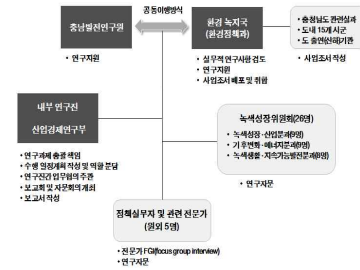 공동이행방식
충남발전연구원
• 연구지원
환경 녹지국
(환경정책과)
• 실무적 연구사항 검토
• 연구지원
• 사업조서 배포 및 취합
• 충청남도 관련실과
• 도내 15개 시군
• 도 출연(산하)기관
• 사업조서 작성
내부 연구진
산업경제연구부
• 연구과제 총괄 책임
• 수행 일정계획 작성 및 역할 분담
• 연구진간 업무협의 주관
• 보고회 및 자문회의 개최
• 보고서 작성
녹색성장위원회(26명)
• 녹색성장·산업분과(9명)
• 기후변화·에너지분과(9명)
• 녹색생활·지속가능발전분과(8명)
• 연구자문
정책실무자 및 관련 전문가
(원외 5명)
• 전문가 FGI(focus group interview)
• 연구자문